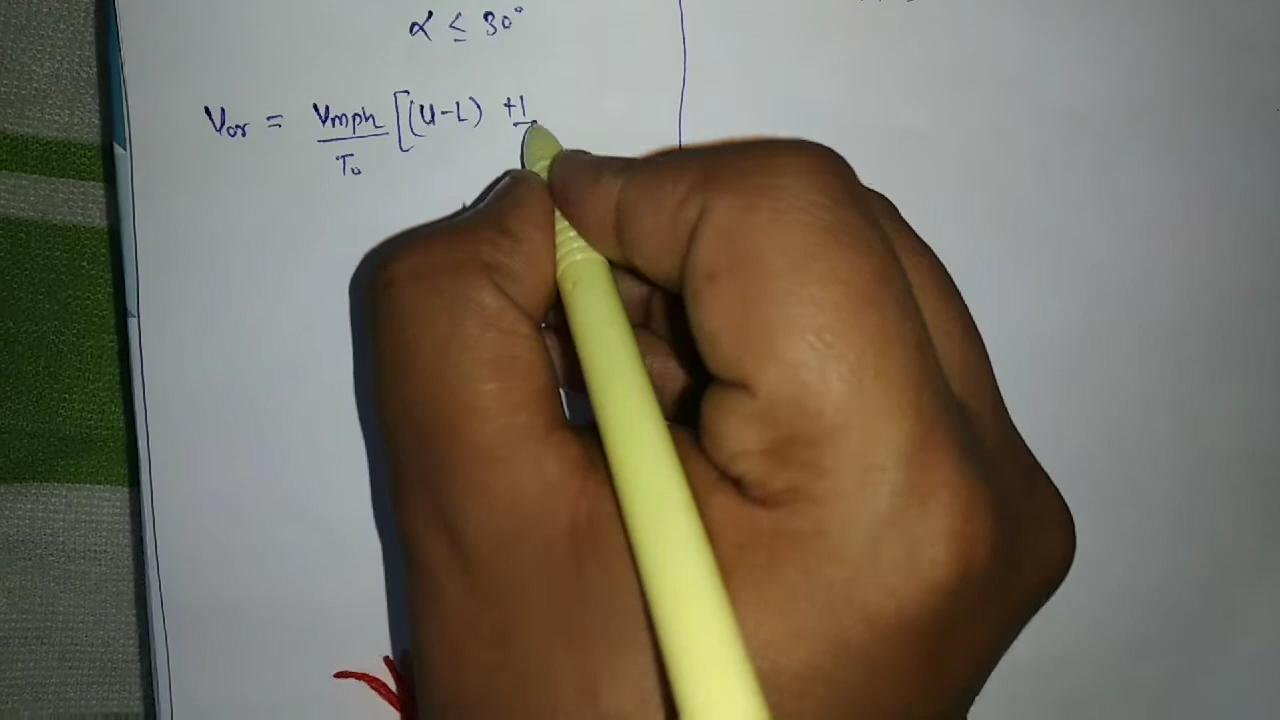 α ≤ 30°
Vor = Vmph/To [(U-L) +1/